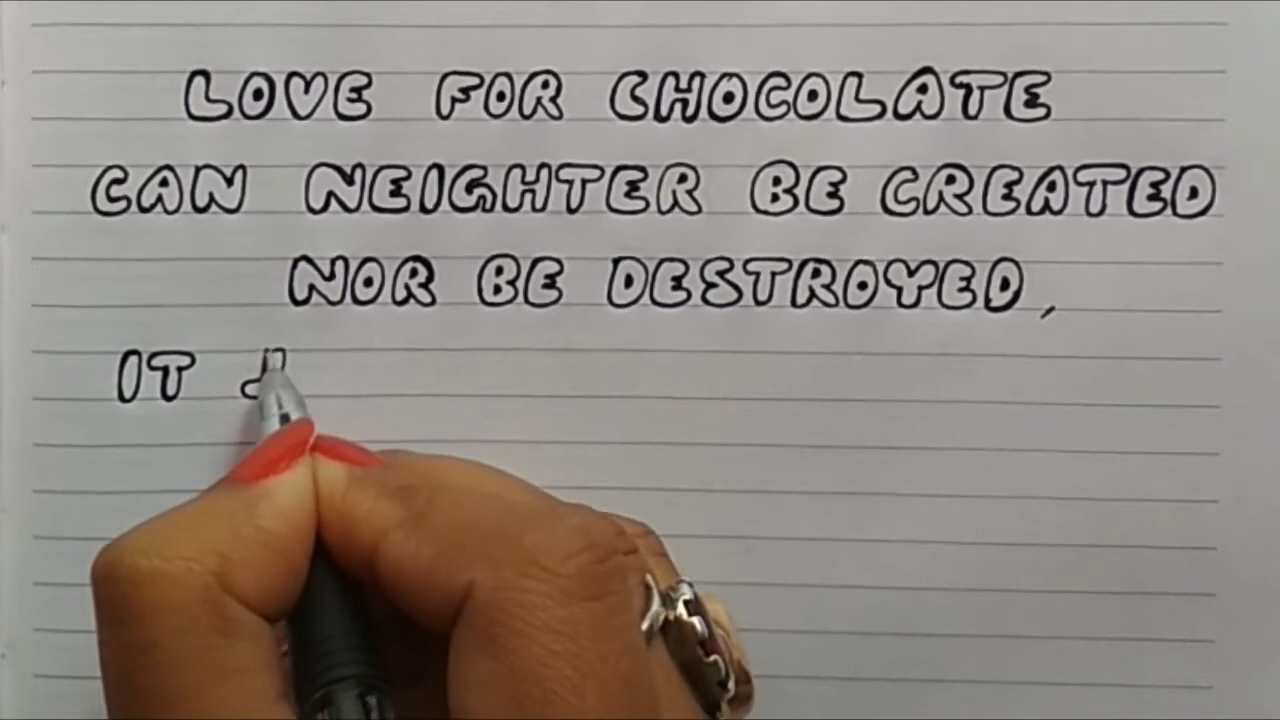 LOVE FOR CHOCOLATE
CAN NEIGHTER BE CREATED
NOR BE DESTROYED,
IT J